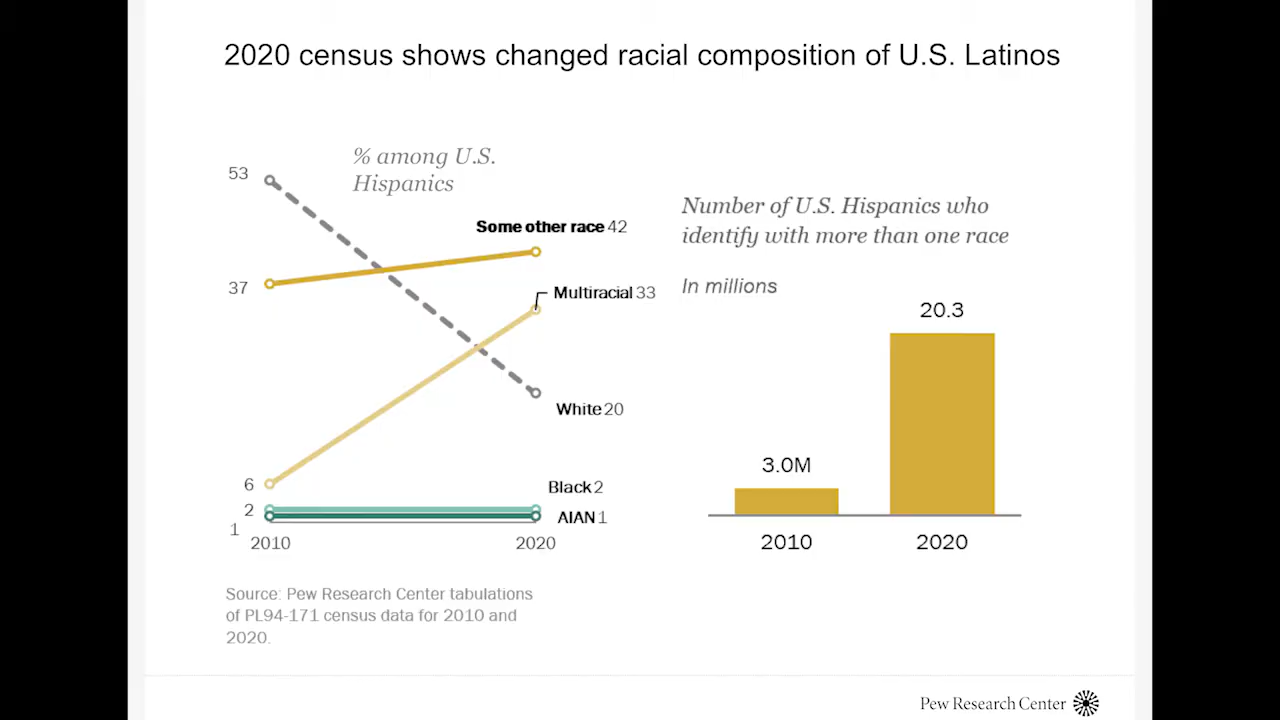 2020 census shows changed racial composition of U.S. Latinos
% among U.S.
Hispanics
53
37
6
2
1
Some other race 42
Multiracial 33
White 20
Black 2
AIAN 1
2010 2020
Number of U.S. Hispanics who
identify with more than one race
In millions
3.0M
20.3
2010 2020
Source: Pew Research Center tabulations
of PL94-171 census data for 2010 and
2020.
Pew Research Center